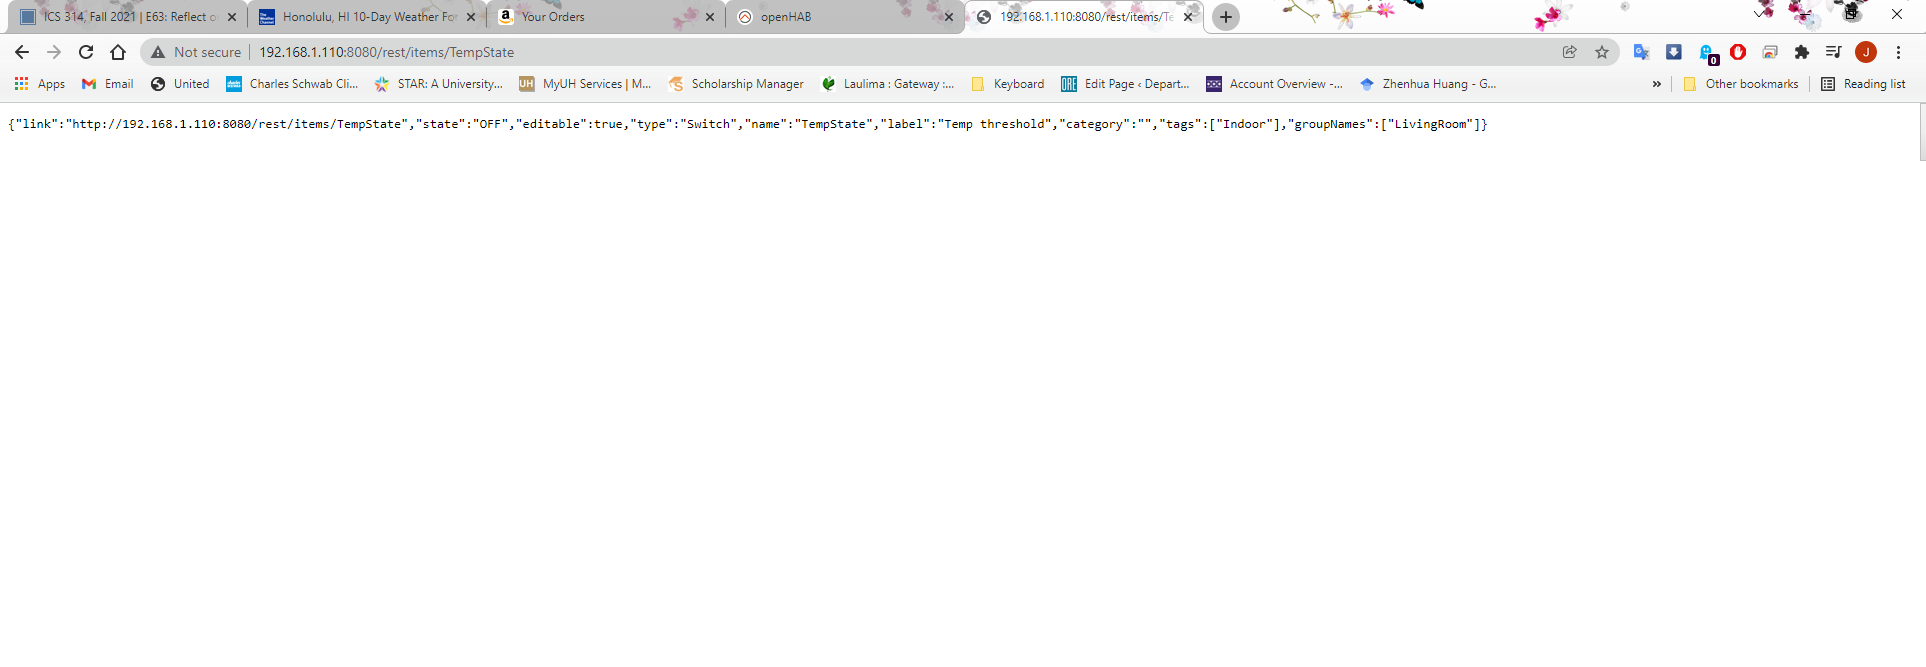 ICS 314, Fall 2021 | E63: Reflect o
Honolulu, HI 10-Day Weather For
Your Orders
openHAB
192.168.1.110:8080/rest/items/Te
Not secure
192.168.1.110:8080/rest/items/TempState
0
J
Apps
Email
United
Charles Schwab Cli...
STAR: A University...
UH
MyUH Services | M...
Scholarship Manager
Laulima : Gateway :...
Keyboard
Edit Page ‹ Depart...
Account Overview -...
Zhenhua Huang - G...
»
Other bookmarks
Reading list
{"link":"http://192.168.1.110:8080/rest/items/TempState","state":"OFF","editable":true,"type":"Switch","name":"TempState","label":"Temp threshold","category":"","tags":["Indoor"],"groupNames":["LivingRoom"]}